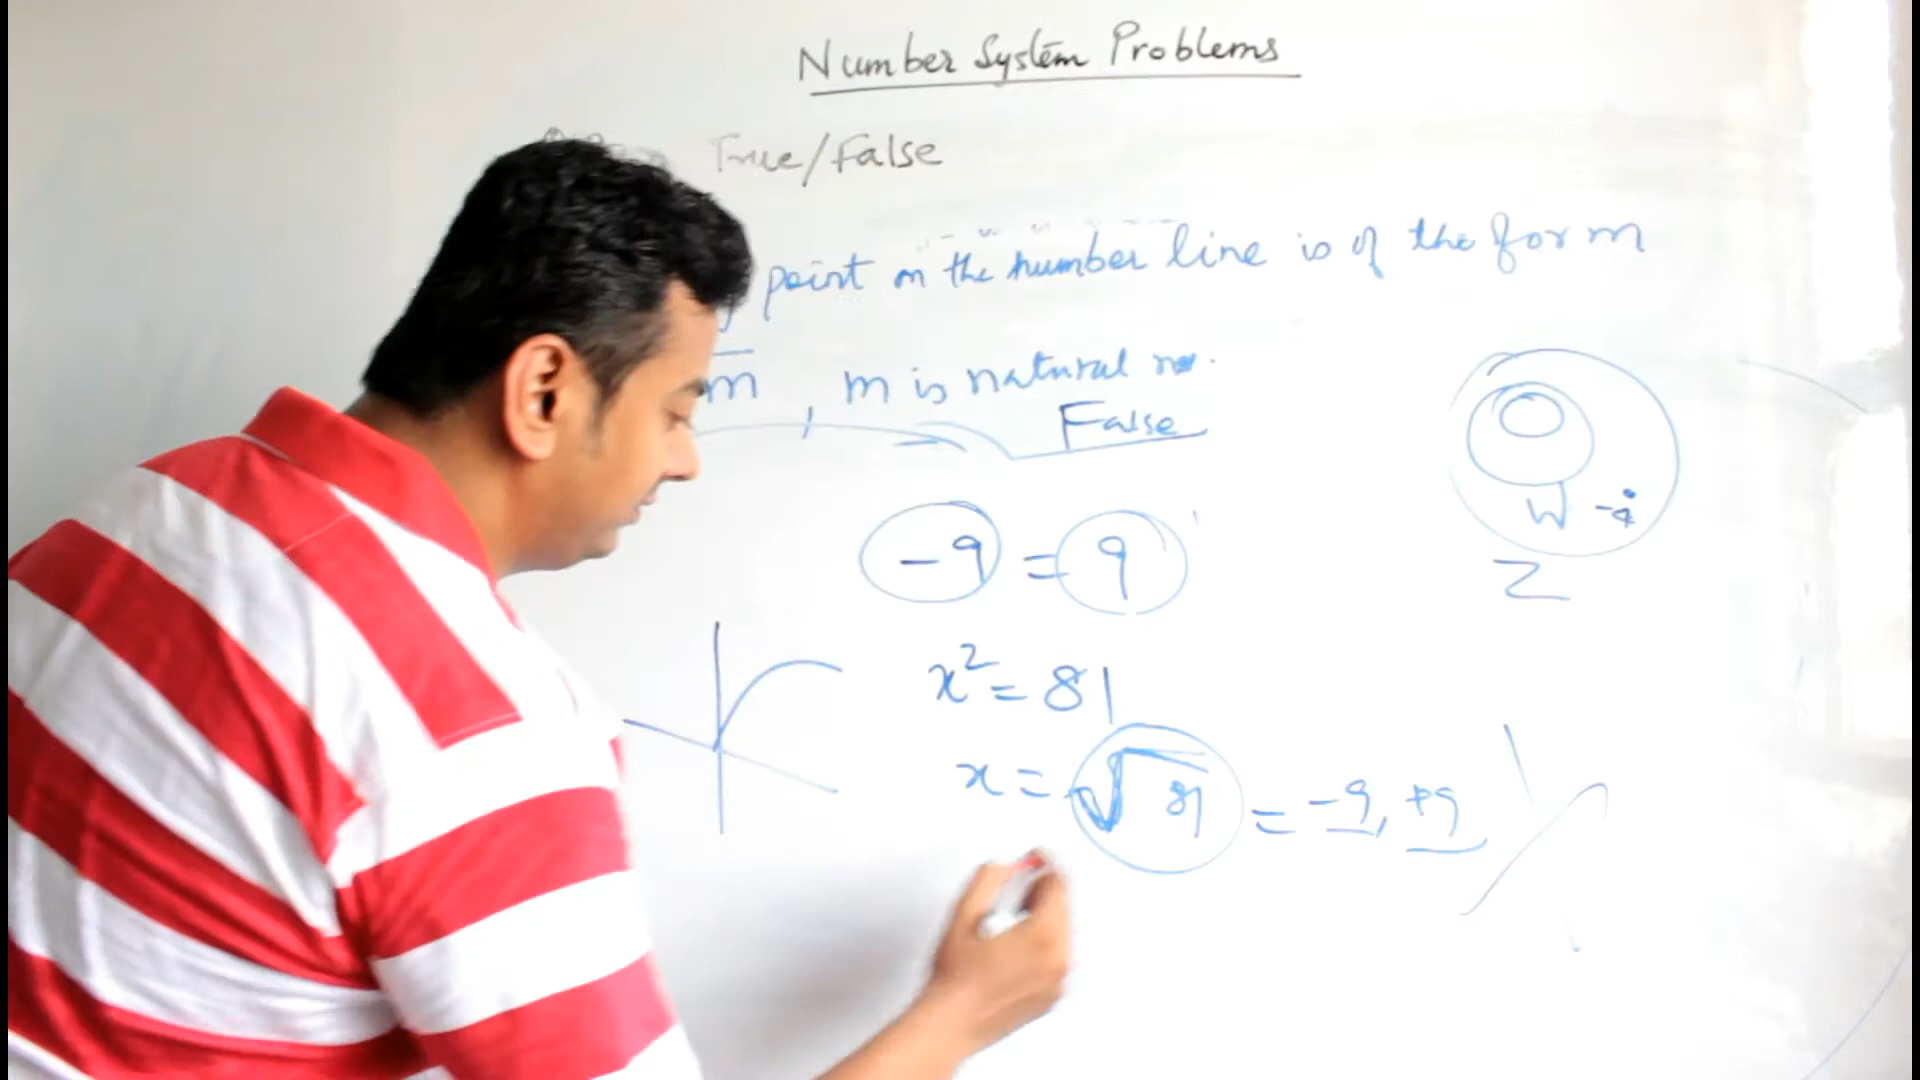 Number System Problems
True/False
point on the number line is of the form
m, m is natural no.
False
-9 = 9
W -4
Z
x² = 81
x = √81 = -9, +9